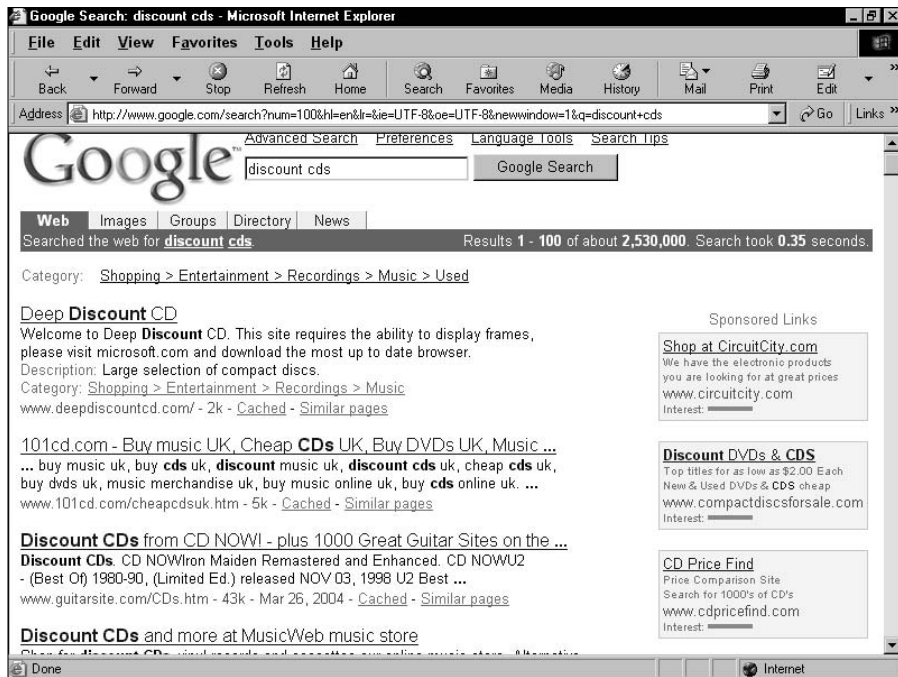 Google Search: discount cds - Microsoft Internet Explorer
File Edit View Favorites Tools Help
Back Forward Stop Refresh Home Search Favorites Media History Mail Print Edit
Address http://www.google.com/search?num=100&hl=en&lr=&ie=UTF-8&oe=UTF-8&newwindow=1&q=discount+cds Go Links »
Advanced Search Preferences Language Tools Search Tips
Google™ discount cds Google Search
Web Images Groups Directory News
Searched the web for discount cds. Results 1 - 100 of about 2,530,000. Search took 0.35 seconds.
Category: Shopping > Entertainment > Recordings > Music > Used
Deep Discount CD
Welcome to Deep Discount CD. This site requires the ability to display frames,
please visit microsoft.com and download the most up to date browser.
Description: Large selection of compact discs.
Category: Shopping > Entertainment > Recordings > Music
www.deepdiscountcd.com/ - 2k - Cached - Similar pages
101cd.com - Buy music UK, Cheap CDs UK, Buy DVDs UK, Music ...
... buy music uk, buy cds uk, discount music uk, discount cds uk, cheap cds uk,
buy dvds uk, music merchandise uk, buy music online uk, buy cds online uk. ...
www.101cd.com/cheapcdsuk.htm - 5k - Cached - Similar pages
Discount CDs from CD NOW! - plus 1000 Great Guitar Sites on the ...
Discount CDs. CD NOWIron Maiden Remastered and Enhanced. CD NOWU2
- (Best Of) 1980-90, (Limited Ed.) released NOV 03, 1998 U2 Best ...
www.guitarsite.com/CDs.htm - 43k - Mar 26, 2004 - Cached - Similar pages
Discount CDs and more at MusicWeb music store
Sponsored Links
Shop at CircuitCity.com
We have the electronic products
you are looking for at great prices
www.circuitcity.com
Interest:
Discount DVDs & CDS
Top titles for as low as $2.00 Each
New & Used DVDs & CDS cheap
www.compactdiscsforsale.com
Interest:
CD Price Find
Price Comparison Site
Search for 1000's of CD's
www.cdpricefind.com
Interest:
Done Internet